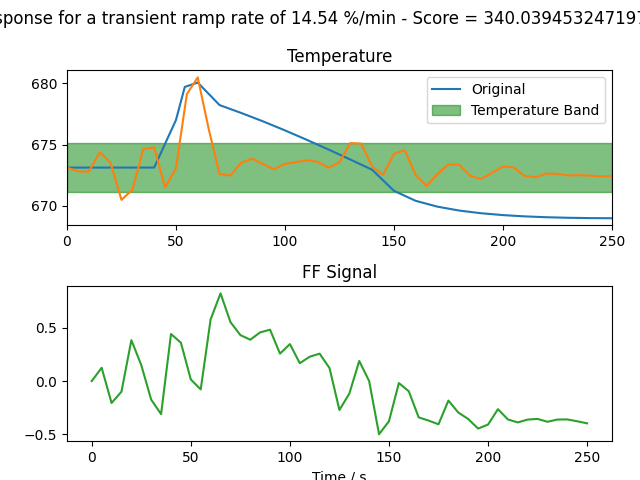 sponse for a transient ramp rate of 14.54 %/min - Score = 340.039453247197
Temperature
680
675
670
Original
Temperature Band
0 50 100 150 200 250
FF Signal
0.5
0.0
−0.5
0 50 100 150 200 250
Time / s